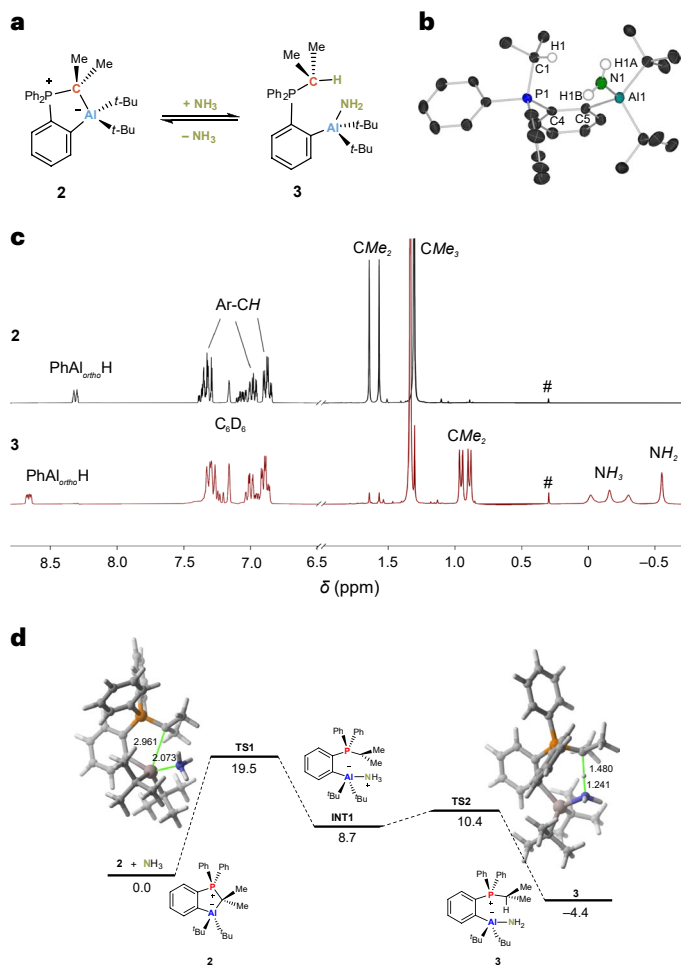 a
b
Me
Me
+
C
Ph2P
−
Al
t-Bu
t-Bu
2
+ NH3
− NH3
Me
Me
C
H
Ph2P
NH2
Al
t-Bu
t-Bu
3
H1
C1
H1A
N1
H1B
P1
Al1
C4
C5
c
CMe2
CMe3
Ar-CH
2
PhAlorthoH
#
C6D6
3
CMe2
NH3
NH2
PhAlorthoH
#
8.5 8.0 7.5 7.0 6.5 1.5 1.0 0.5 0 −0.5
δ (ppm)
d
2.961
2.073
TS1
19.5
Ph Ph
P
Me
Me
−
Al NH3
+
tBu tBu
INT1
8.7
TS2
10.4
1.480
1.241
2 + NH3
0.0
Ph Ph
P
+
Me
Me
−
Al
tBu
tBu
2
Ph Ph
P
+
Me
Me
H
−
Al NH2
tBu tBu
3
3
−4.4